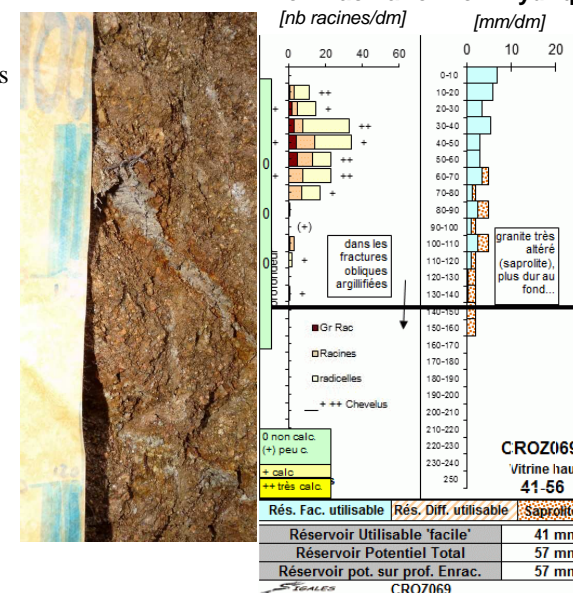 [nb racines/dm]
[mm/dm]
0 20 40 60
0 10 20
0-10
10-20
20-30
30-40
40-50
50-60
60-70
70-80
80-90
90-100
100-110
110-120
120-130
130-140
140-150
150-160
160-170
170-180
180-190
190-200
200-210
210-220
220-230
230-240
250
++
+
++
+
++
++
+
(+)
+
+
+
+
+
+
0
0
0
dans les
fractures
obliques
argillifiées
granite très
altéré
(saprolite),
plus dur au
fond...
Gr Rac
Racines
radicelles
+ ++ Chevelus
0 non calc.
(+) peu c.
+ calc
++ très calc.
CROZ069
Vitrine hau
41-56
Rés. Fac. utilisable Rés. Diff. utilisable Saprolite
Réservoir Utilisable 'facile' 41 mm
Réservoir Potentiel Total 57 mm
Réservoir pot. sur prof. Enrac. 57 mm
SIGALES CROZ069